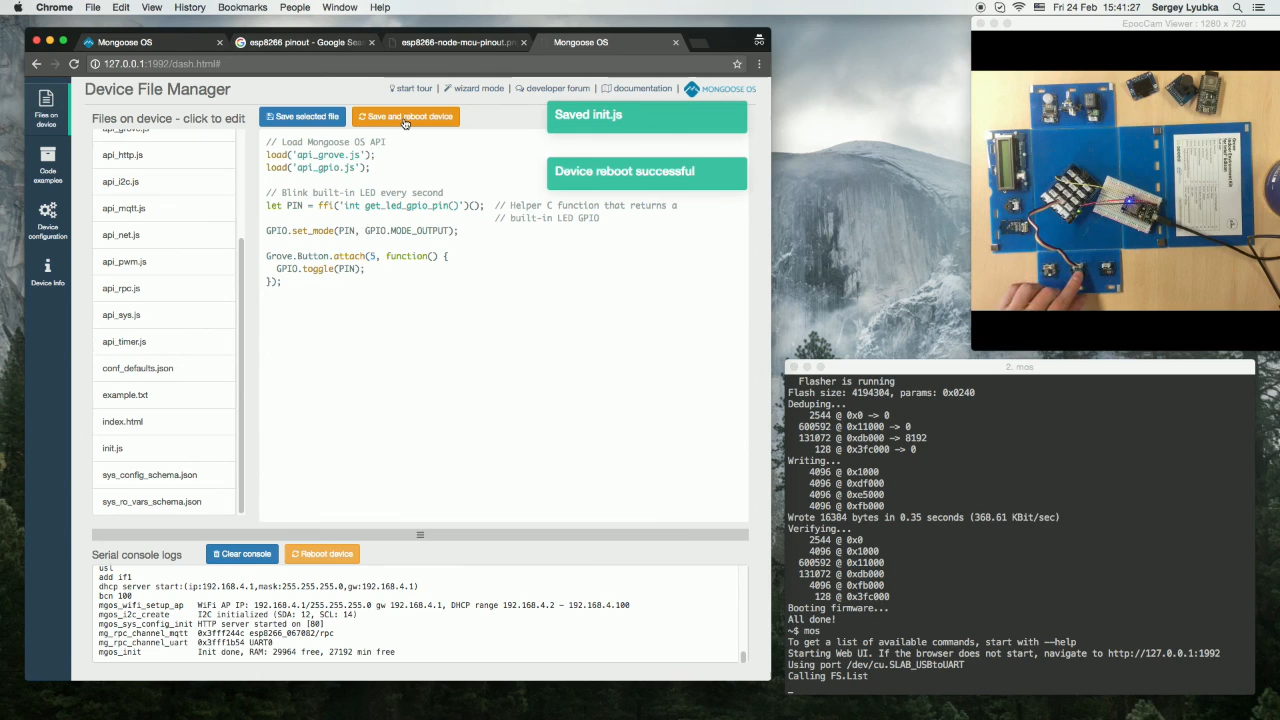 Chrome File Edit View History Bookmarks People Window Help
Fri 24 Feb 15:41:27 Sergey Lyubka
Mongoose OS
esp8266 pinout - Google Sea
esp8266-node-mcu-pinout.pn
Mongoose OS
127.0.0.1:1992/dash.html#
Files on device
Code examples
Device configuration
Device Info
Device File Manager
start tour | wizard mode | developer forum | documentation | MONGOOSE OS
Files on device - click to edit
Save selected file
Save and reboot device
Saved init.js
Device reboot successful
api_grove.js
api_http.js
api_i2c.js
api_mqtt.js
api_net.js
api_pwm.js
api_rpc.js
api_sys.js
api_timer.js
conf_defaults.json
example.txt
index.html
init.js
sys_config_schema.json
sys_ro_vars_schema.json
// Load Mongoose OS API
load('api_grove.js');
load('api_gpio.js');
// Blink built-in LED every second
let PIN = ffi('int get_led_gpio_pin()')(); // Helper C function that returns a
// built-in LED GPIO
GPIO.set_mode(PIN, GPIO.MODE_OUTPUT);
Grove.Button.attach(5, function() {
GPIO.toggle(PIN);
});
Serial console logs
Clear console
Reboot device
usl
add if1
dhcp server start:(ip:192.168.4.1,mask:255.255.255.0,gw:192.168.4.1)
bcn 100
mgos_wifi_setup_ap WiFi AP IP: 192.168.4.1/255.255.255.0 gw 192.168.4.1, DHCP range 192.168.4.2 - 192.168.4.100
mgos_i2c_create I2C initialized (SDA: 12, SCL: 14)
mgos_sys_config_init HTTP server started on [80]
mg_rpc_channel_mqtt 0x3fff244c esp8266_067082/rpc
mg_rpc_channel_uart 0x3fff1b54 UART0
mgos_init Init done, RAM: 29964 free, 27192 min free
EpocCam Viewer : 1280 x 720
2. mos
Flasher is running
Flash size: 4194304, params: 0x0240
Deduping...
2544 @ 0x0 -> 0
600592 @ 0x11000 -> 0
131072 @ 0xdb000 -> 8192
128 @ 0x3fc000 -> 0
Writing...
4096 @ 0x1000
4096 @ 0xdf000
4096 @ 0xe5000
4096 @ 0xfb000
Wrote 16384 bytes in 0.35 seconds (368.61 KBit/sec)
Verifying...
2544 @ 0x0
4096 @ 0x1000
600592 @ 0x11000
131072 @ 0xdb000
4096 @ 0xfb000
128 @ 0x3fc000
Booting firmware...
All done!
~$ mos
To get a list of available commands, start with --help
Starting Web UI. If the browser does not start, navigate to http://127.0.0.1:1992
Using port /dev/cu.SLAB_USBtoUART
Calling FS.List